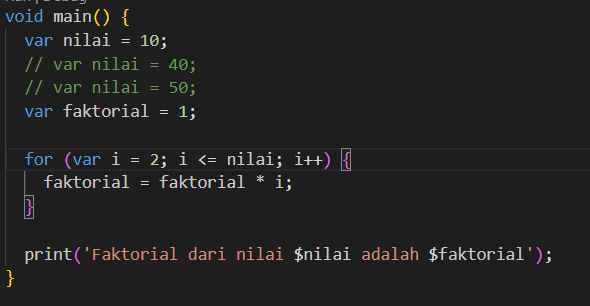 void main() {
  var nilai = 10;
  // var nilai = 40;
  // var nilai = 50;
  var faktorial = 1;

  for (var i = 2; i <= nilai; i++) {
    faktorial = faktorial * i;
  }

  print('Faktorial dari nilai $nilai adalah $faktorial');
}